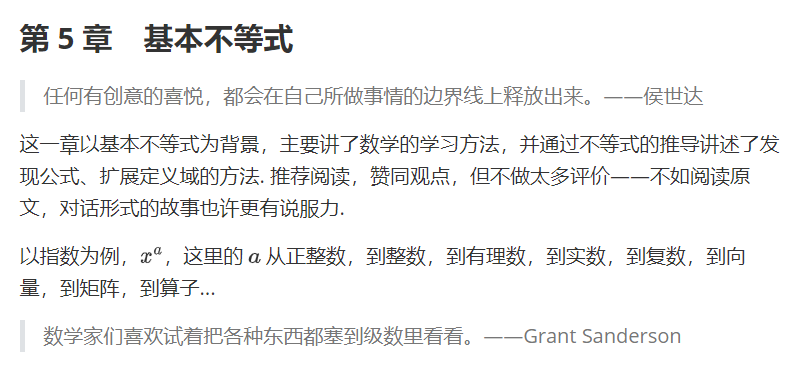 第 5 章　基本不等式
任何有创意的喜悦，都会在自己所做事情的边界线上释放出来。——侯世达
这一章以基本不等式为背景，主要讲了数学的学习方法，并通过不等式的推导讲述了发
现公式、扩展定义域的方法. 推荐阅读，赞同观点，但不做太多评价——不如阅读原
文，对话形式的故事也许更有说服力.
以指数为例，xᵃ，这里的 a 从正整数，到整数，到有理数，到实数，到复数，到向
量，到矩阵，到算子...
数学家们喜欢试着把各种东西都塞到级数里看看。——Grant Sanderson